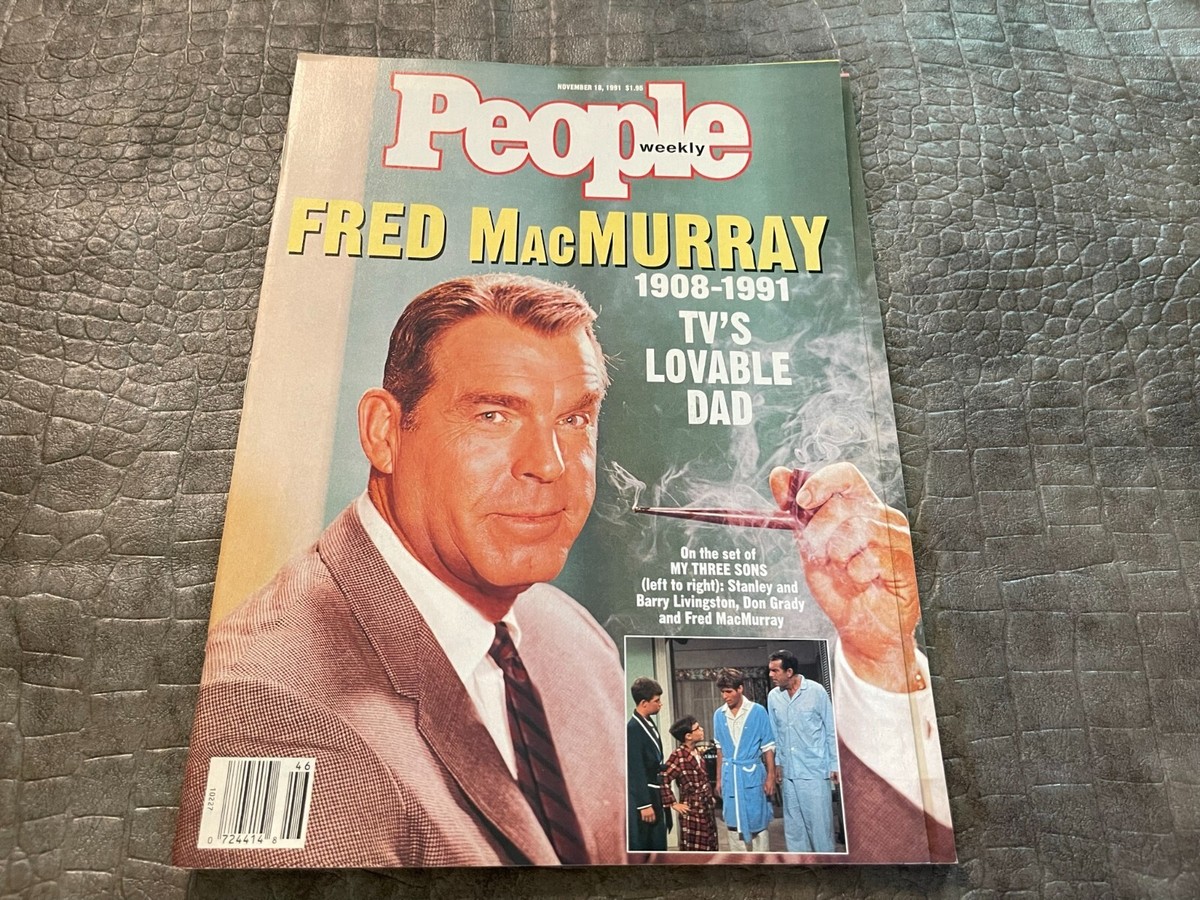 NOVEMBER 18, 1991 $1.95
People
weekly
FRED MACMURRAY
1908-1991
TV'S
LOVABLE
DAD
On the set of
MY THREE SONS
(left to right): Stanley and
Barry Livingston, Don Grady
and Fred MacMurray
46
10227
0 724414 8